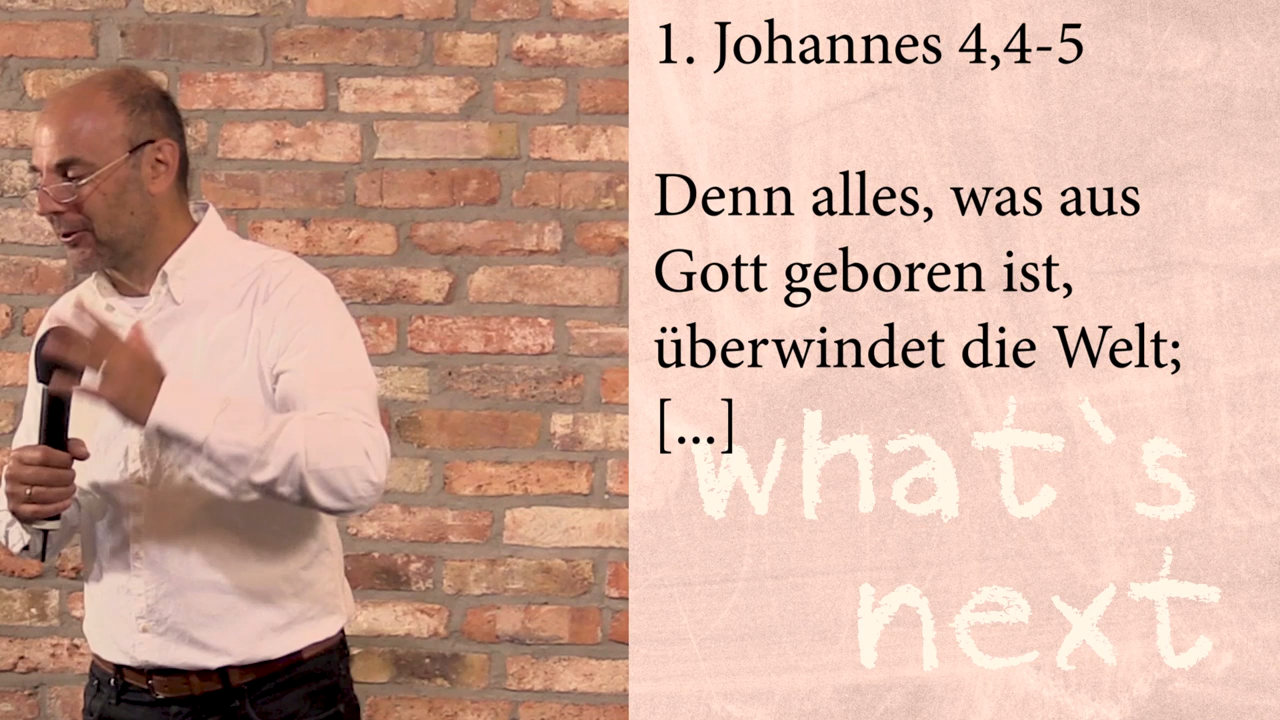 1. Johannes 4,4-5
Denn alles, was aus
Gott geboren ist,
überwindet die Welt;
[...]
what`s
next